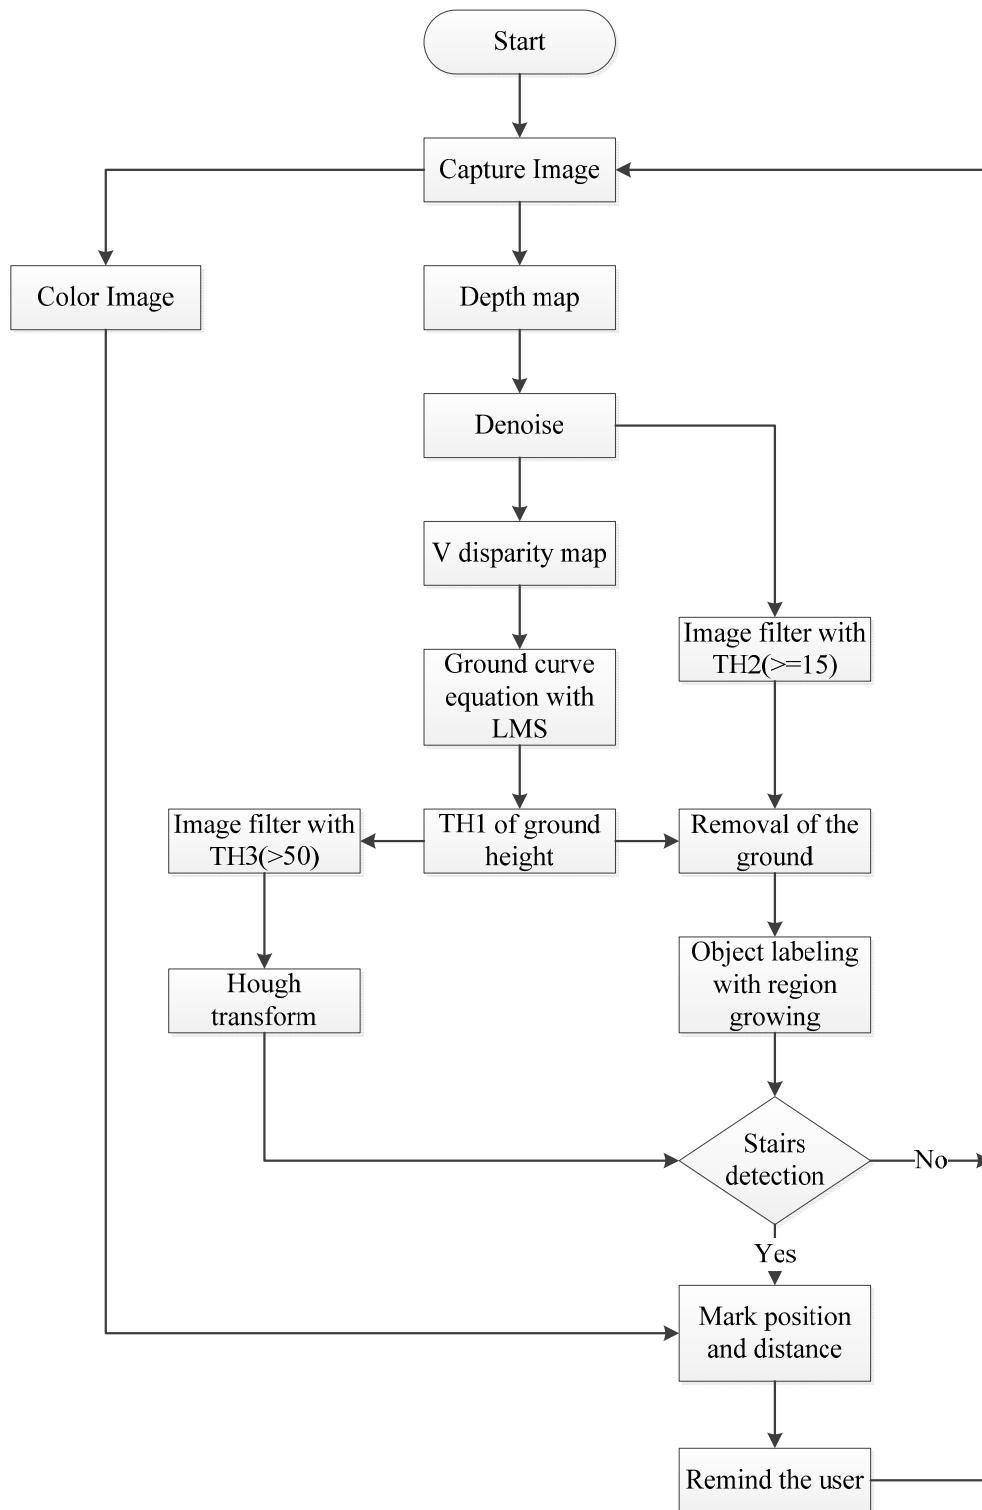 Start
Capture Image
Color Image
Depth map
Denoise
V disparity map
Image filter with
TH2(>=15)
Ground curve
equation with
LMS
Image filter with
TH3(>50)
TH1 of ground
height
Removal of the
ground
Hough
transform
Object labeling
with region
growing
Stairs
detection
No
Yes
Mark position
and distance
Remind the user